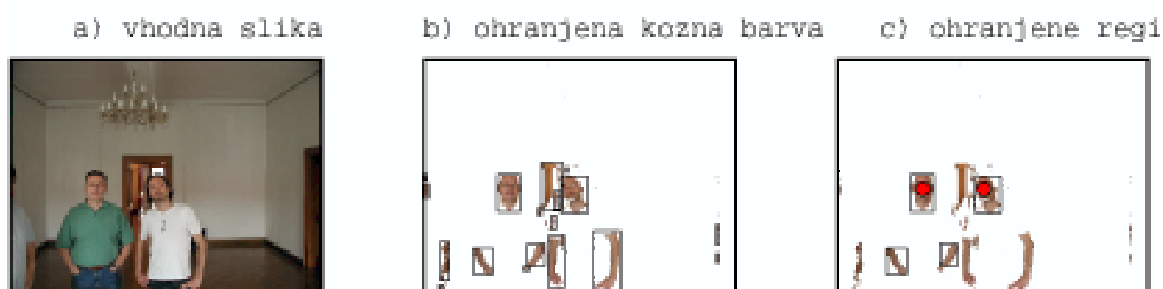 a) vhodna slika
b) ohranjena kozna barva
c) ohranjene regi